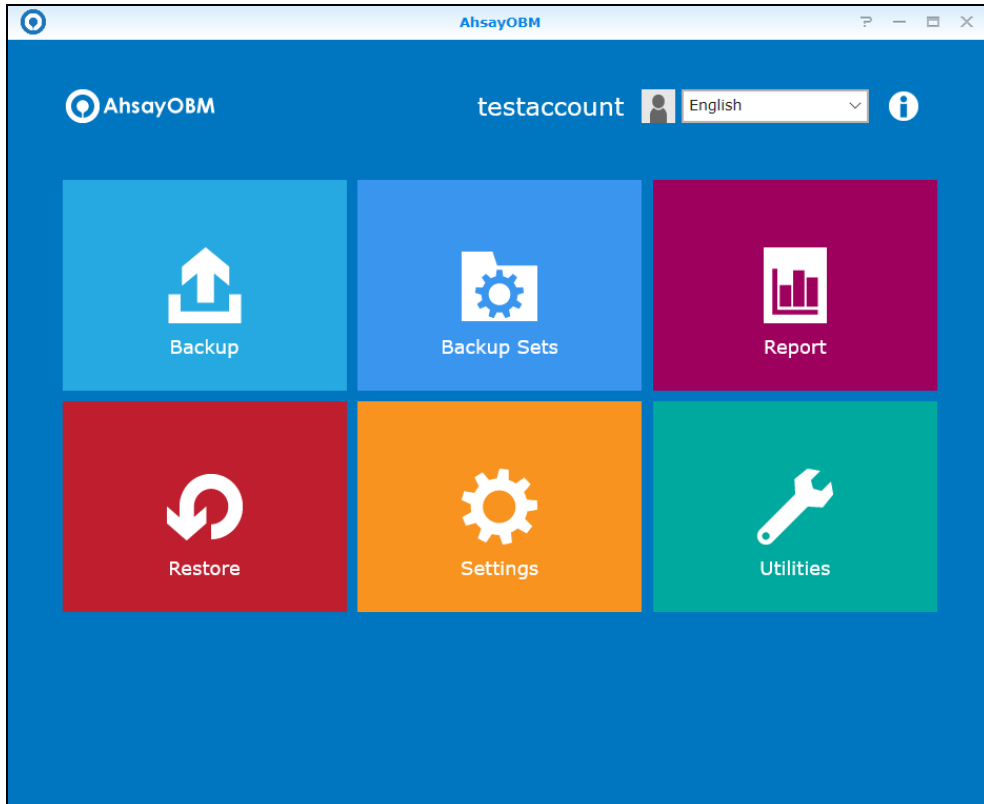 AhsayOBM
AhsayOBM
testaccount
English
Backup
Backup Sets
Report
Restore
Settings
Utilities